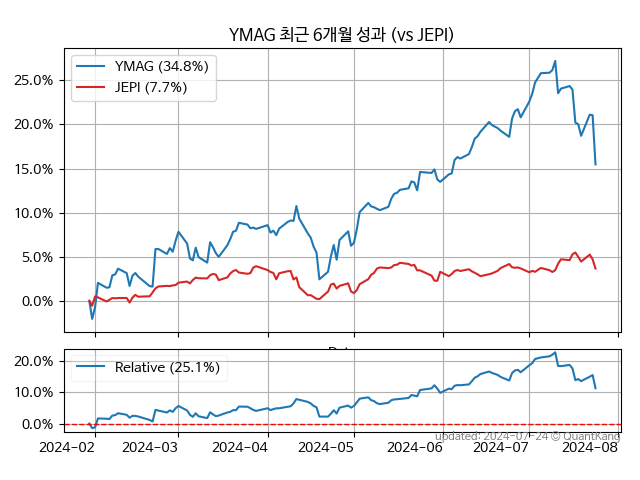 YMAG 최근 6개월 성과 (vs JEPI)
YMAG (34.8%)
JEPI (7.7%)
25.0%
20.0%
15.0%
10.0%
5.0%
0.0%
Relative (25.1%)
20.0%
10.0%
0.0%
2024-02 2024-03 2024-04 2024-05 2024-06 2024-07 2024-08
updated: 2024-07-24 © QuantKang